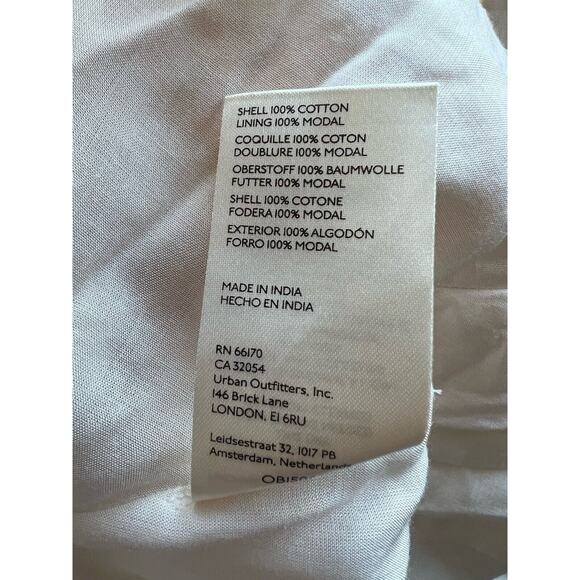 SHELL 100% COTTON
LINING 100% MODAL
COQUILLE 100% COTON
DOUBLURE 100% MODAL
OBERSTOFF 100% BAUMWOLLE
FUTTER 100% MODAL
SHELL 100% COTONE
FODERA 100% MODAL
EXTERIOR 100% ALGODÓN
FORRO 100% MODAL
MADE IN INDIA
HECHO EN INDIA
RN 66170
CA 32054
Urban Outfitters, Inc.
146 Brick Lane
LONDON, E1 6RU
Leidsestraat 32, 1017 PB
Amsterdam,